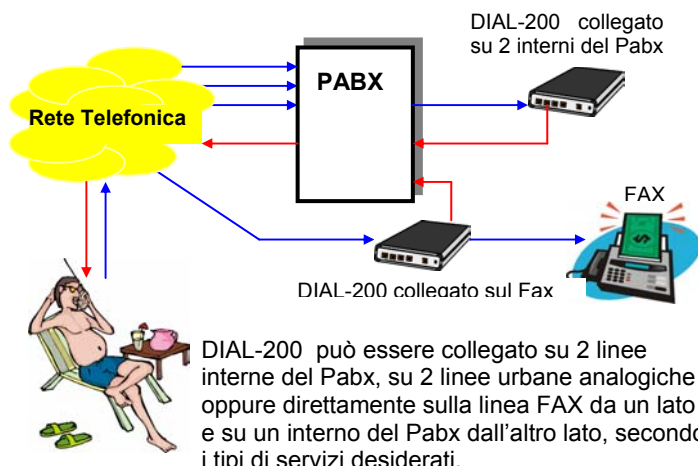 DIAL-200 collegato
su 2 interni del Pabx
PABX
Rete Telefonica
FAX
DIAL-200 collegato sul Fax
DIAL-200 può essere collegato su 2 linee
interne del Pabx, su 2 linee urbane analogiche
oppure direttamente sulla linea FAX da un lato
e su un interno del Pabx dall'altro lato, secondo
i tipi di servizi desiderati.